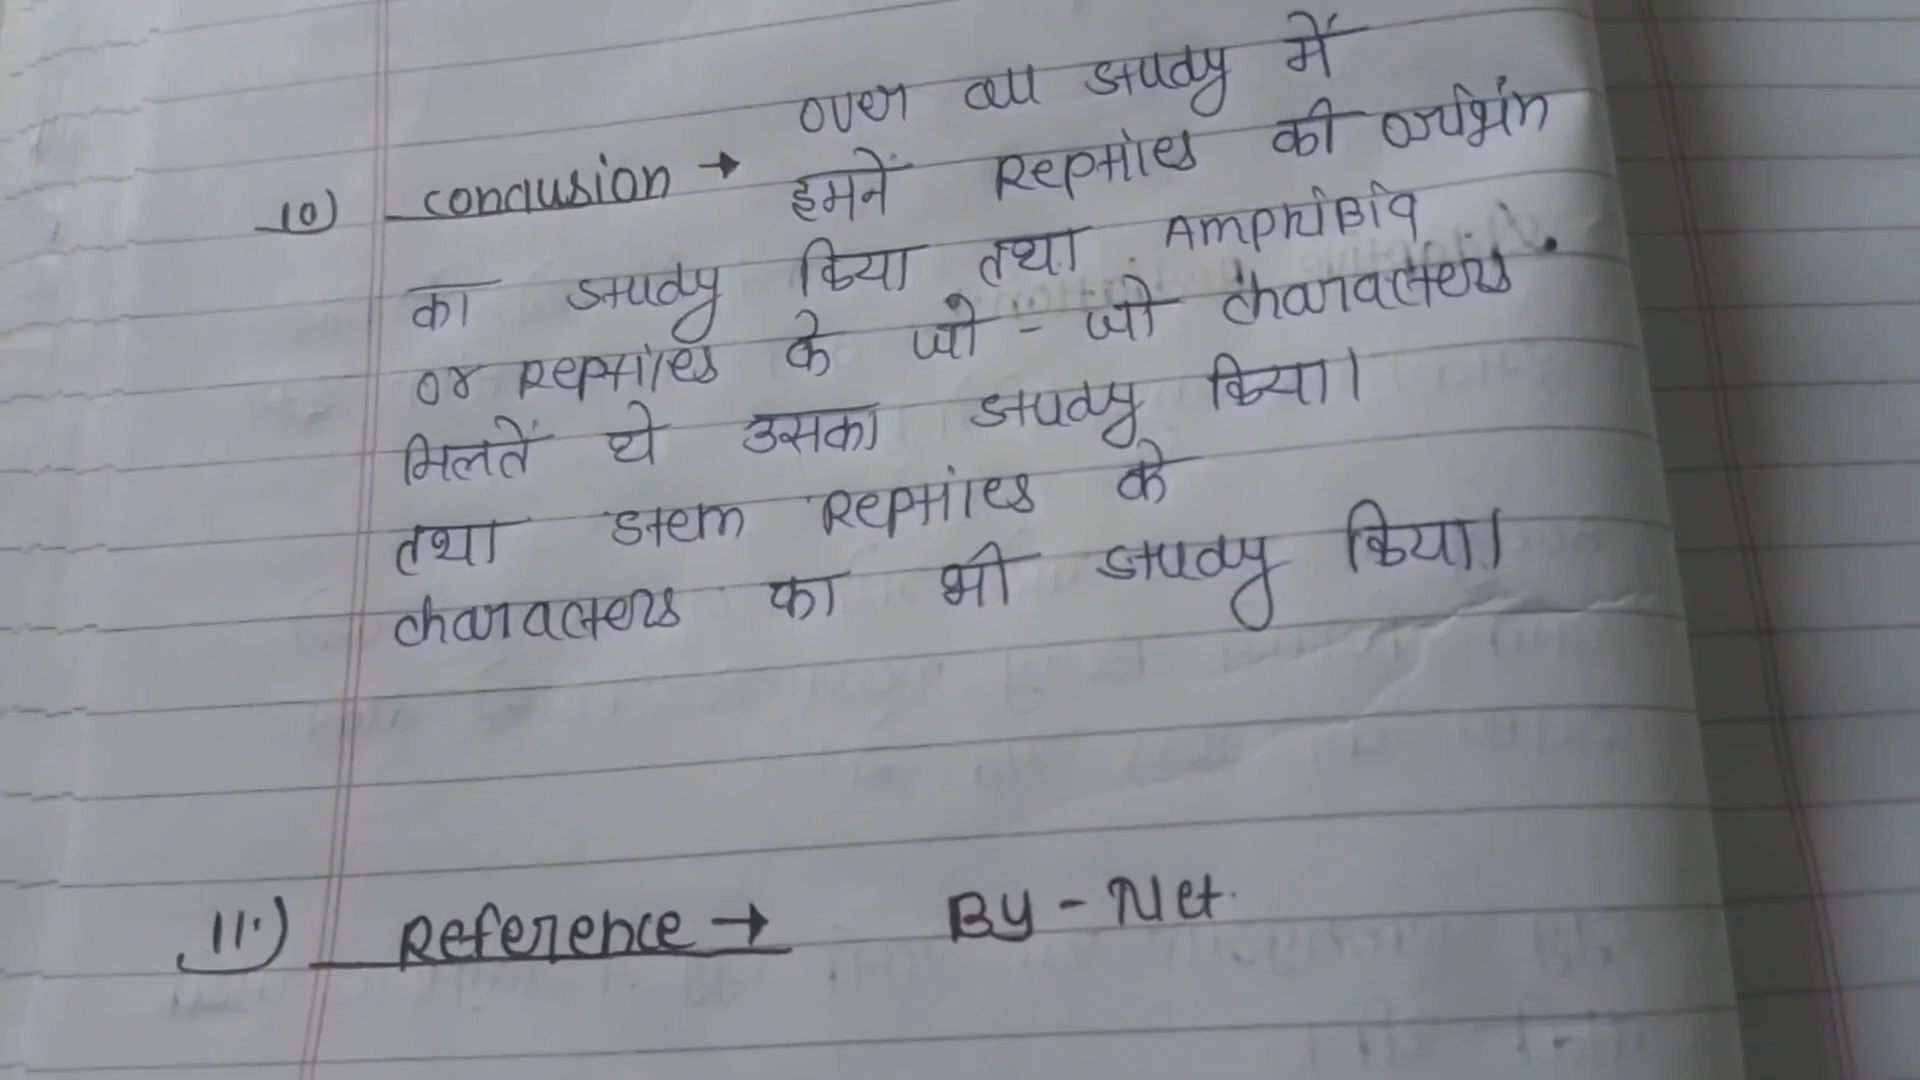 over all study में
10) conclusion → हमनें Reptiles की origin
का study किया तथा AmphiBia
or Reptiles के जो - जो characters
मिलतें थे उसका study किया।
तथा stem Reptiles के
characters का भी study किया।
11.) Reference → By - Net.